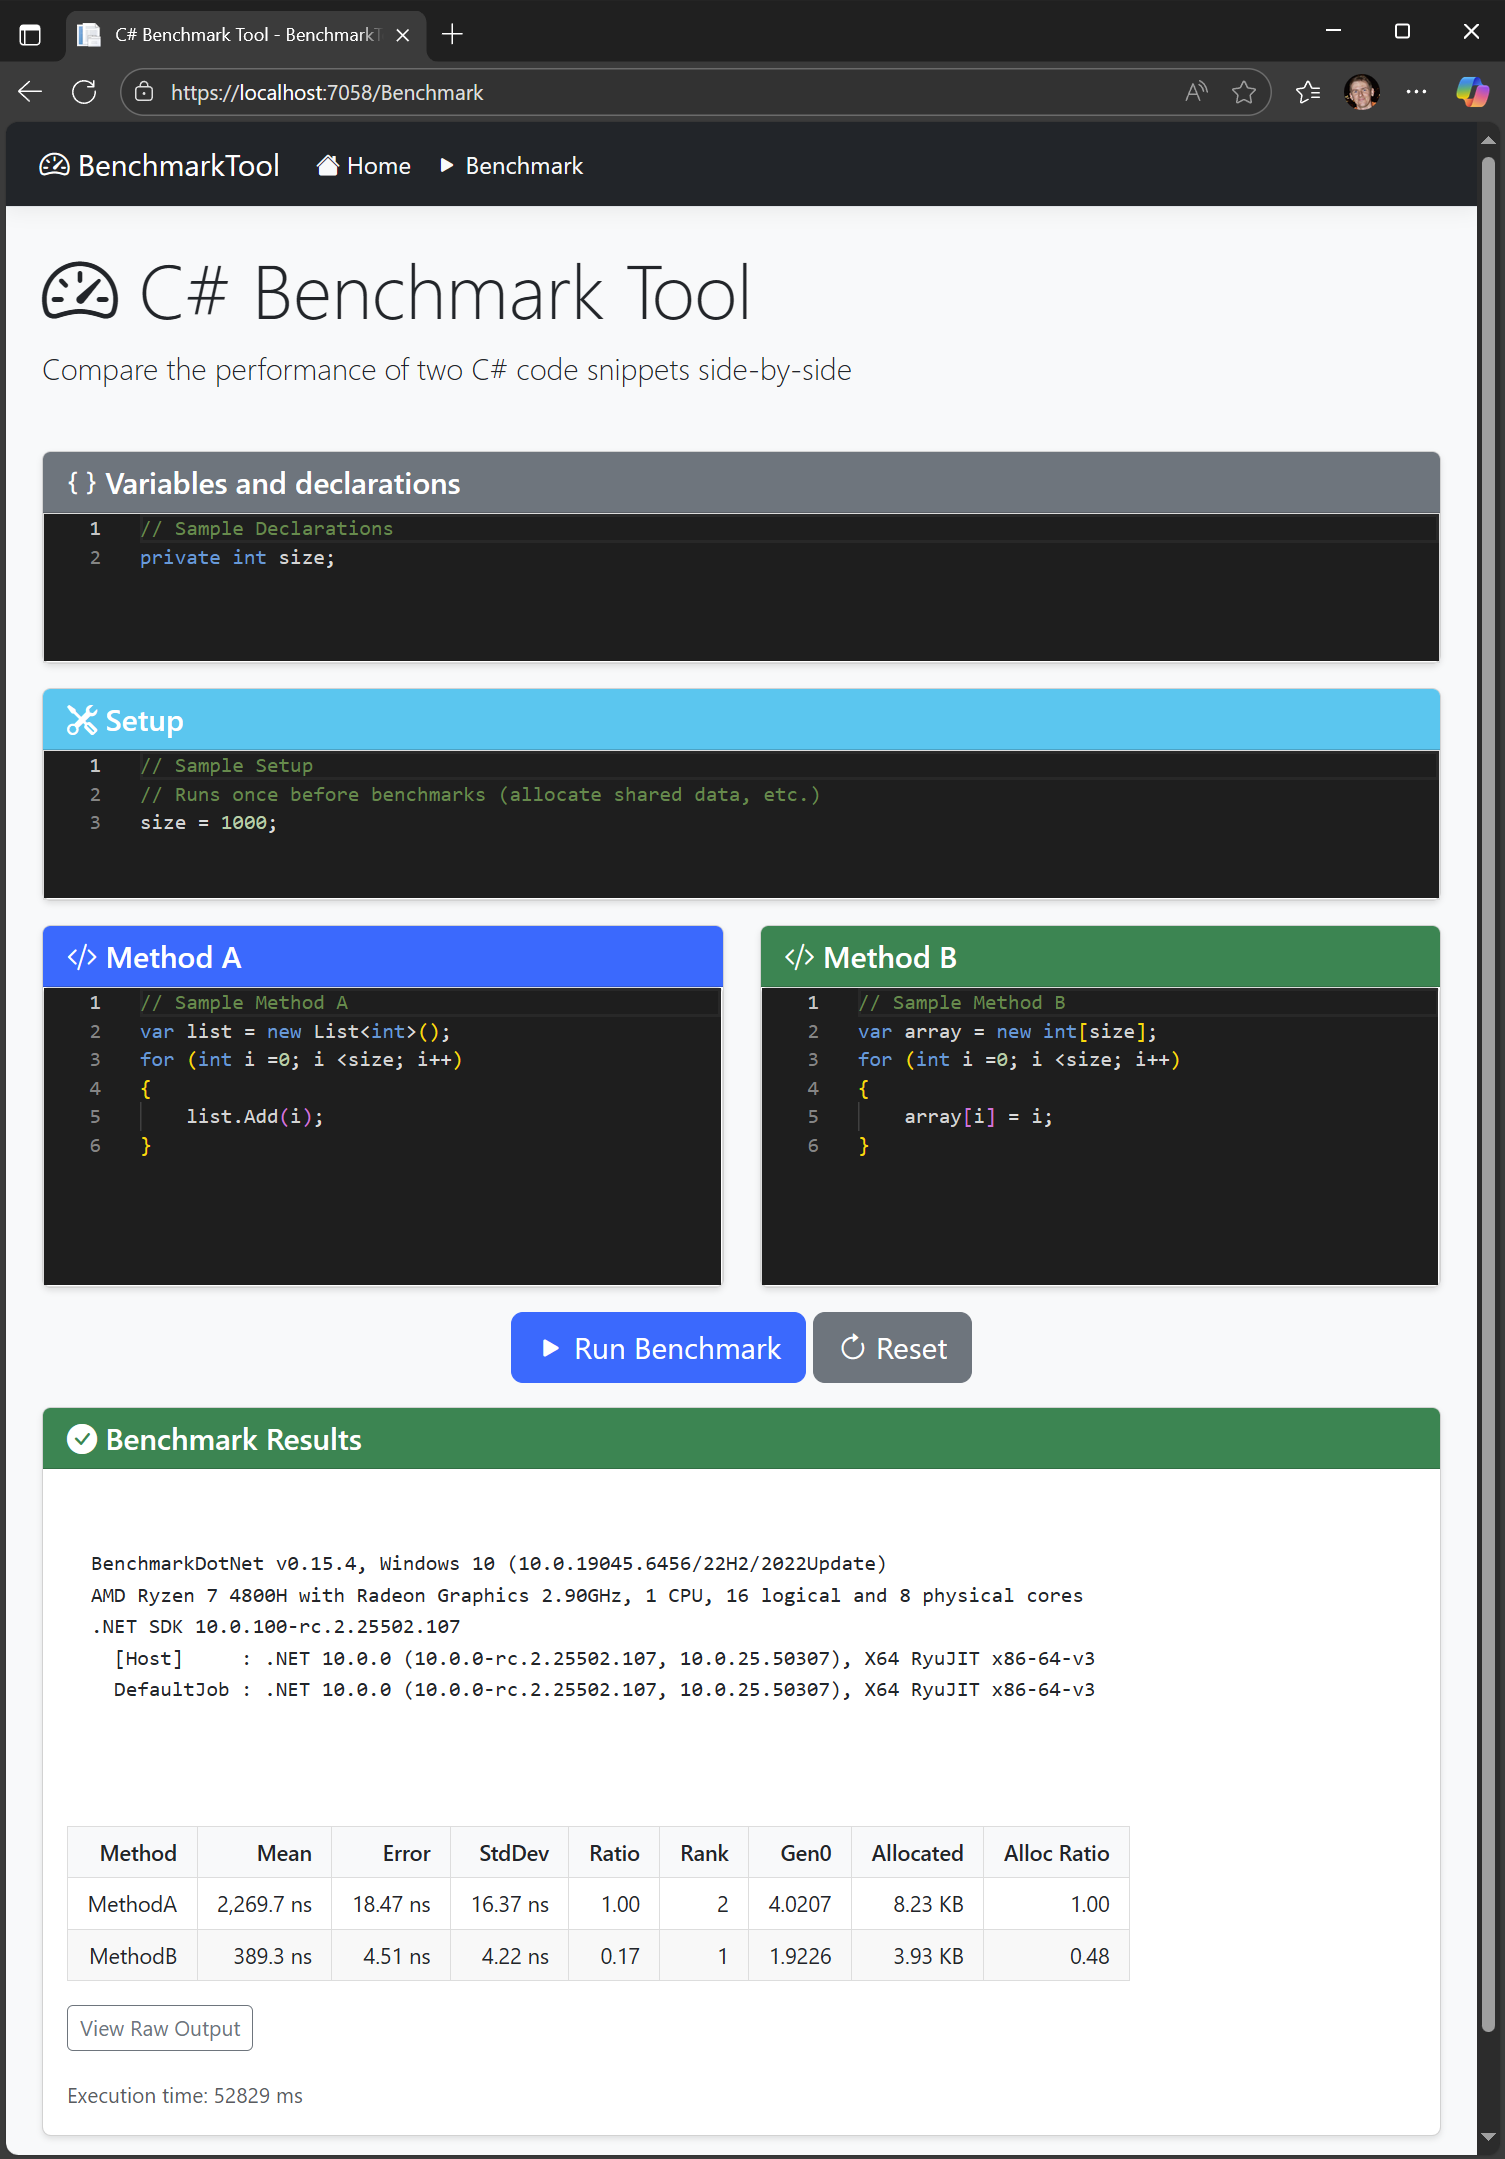 C# Benchmark Tool - BenchmarkT
https://localhost:7058/Benchmark
BenchmarkTool Home Benchmark
C# Benchmark Tool
Compare the performance of two C# code snippets side-by-side
{ } Variables and declarations
1 // Sample Declarations
2 private int size;
Setup
1 // Sample Setup
2 // Runs once before benchmarks (allocate shared data, etc.)
3 size = 1000;
</> Method A
1 // Sample Method A
2 var list = new List<int>();
3 for (int i =0; i <size; i++)
4 {
5     list.Add(i);
6 }
</> Method B
1 // Sample Method B
2 var array = new int[size];
3 for (int i =0; i <size; i++)
4 {
5     array[i] = i;
6 }
Run Benchmark Reset
Benchmark Results
BenchmarkDotNet v0.15.4, Windows 10 (10.0.19045.6456/22H2/2022Update)
AMD Ryzen 7 4800H with Radeon Graphics 2.90GHz, 1 CPU, 16 logical and 8 physical cores
.NET SDK 10.0.100-rc.2.25502.107
[Host]     : .NET 10.0.0 (10.0.0-rc.2.25502.107, 10.0.25.50307), X64 RyuJIT x86-64-v3
DefaultJob : .NET 10.0.0 (10.0.0-rc.2.25502.107, 10.0.25.50307), X64 RyuJIT x86-64-v3
Method Mean Error StdDev Ratio Rank Gen0 Allocated Alloc Ratio
MethodA 2,269.7 ns 18.47 ns 16.37 ns 1.00 2 4.0207 8.23 KB 1.00
MethodB 389.3 ns 4.51 ns 4.22 ns 0.17 1 1.9226 3.93 KB 0.48
View Raw Output
Execution time: 52829 ms